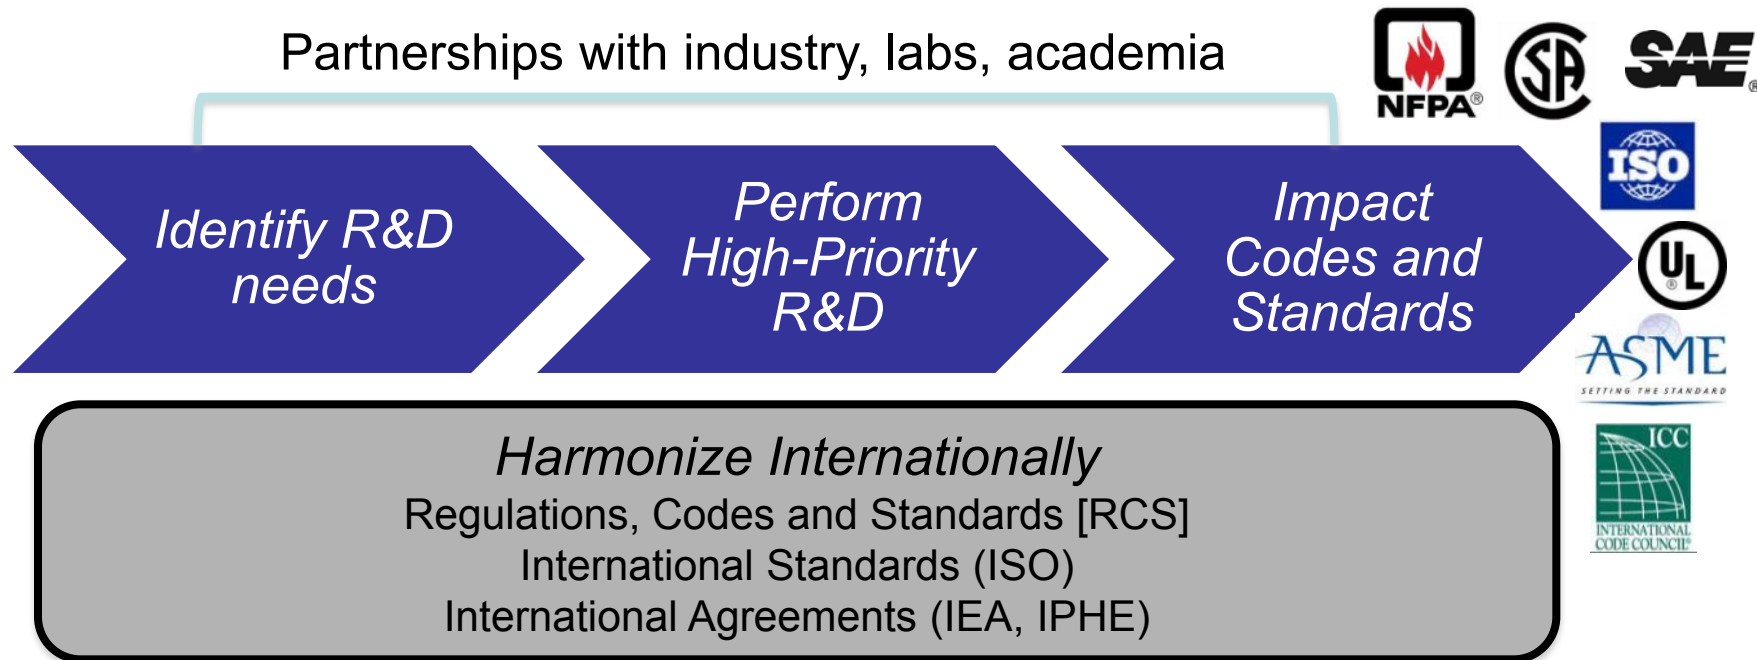 Partnerships with industry, labs, academia
NFPA®
CSA
SAE®
ISO
Identify R&D
needs
Perform
High-Priority
R&D
Impact
Codes and
Standards
UL®
ASME
SETTING THE STANDARD
Harmonize Internationally
Regulations, Codes and Standards [RCS]
International Standards (ISO)
International Agreements (IEA, IPHE)
ICC
INTERNATIONAL
CODE COUNCIL®